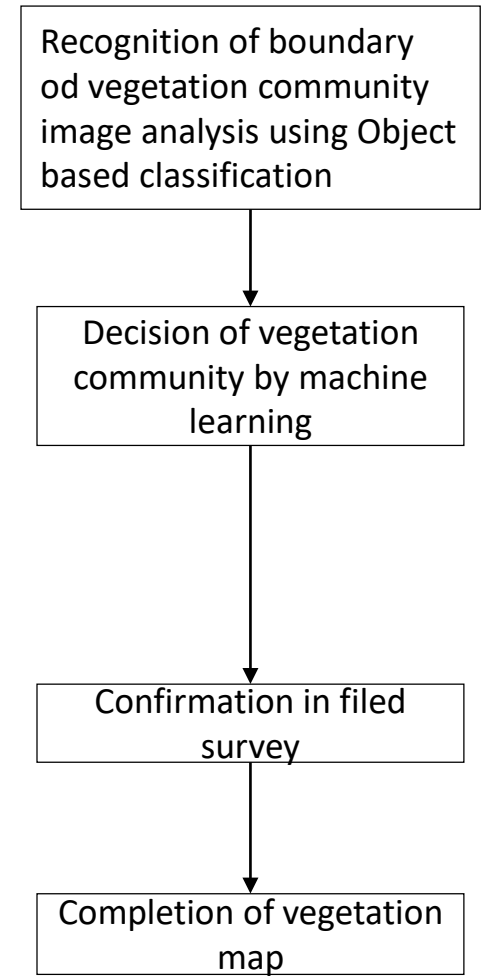 Recognition of boundary
od vegetation community
image analysis using Object
based classification
Decision of vegetation
community by machine
learning
Confirmation in filed
survey
Completion of vegetation
map